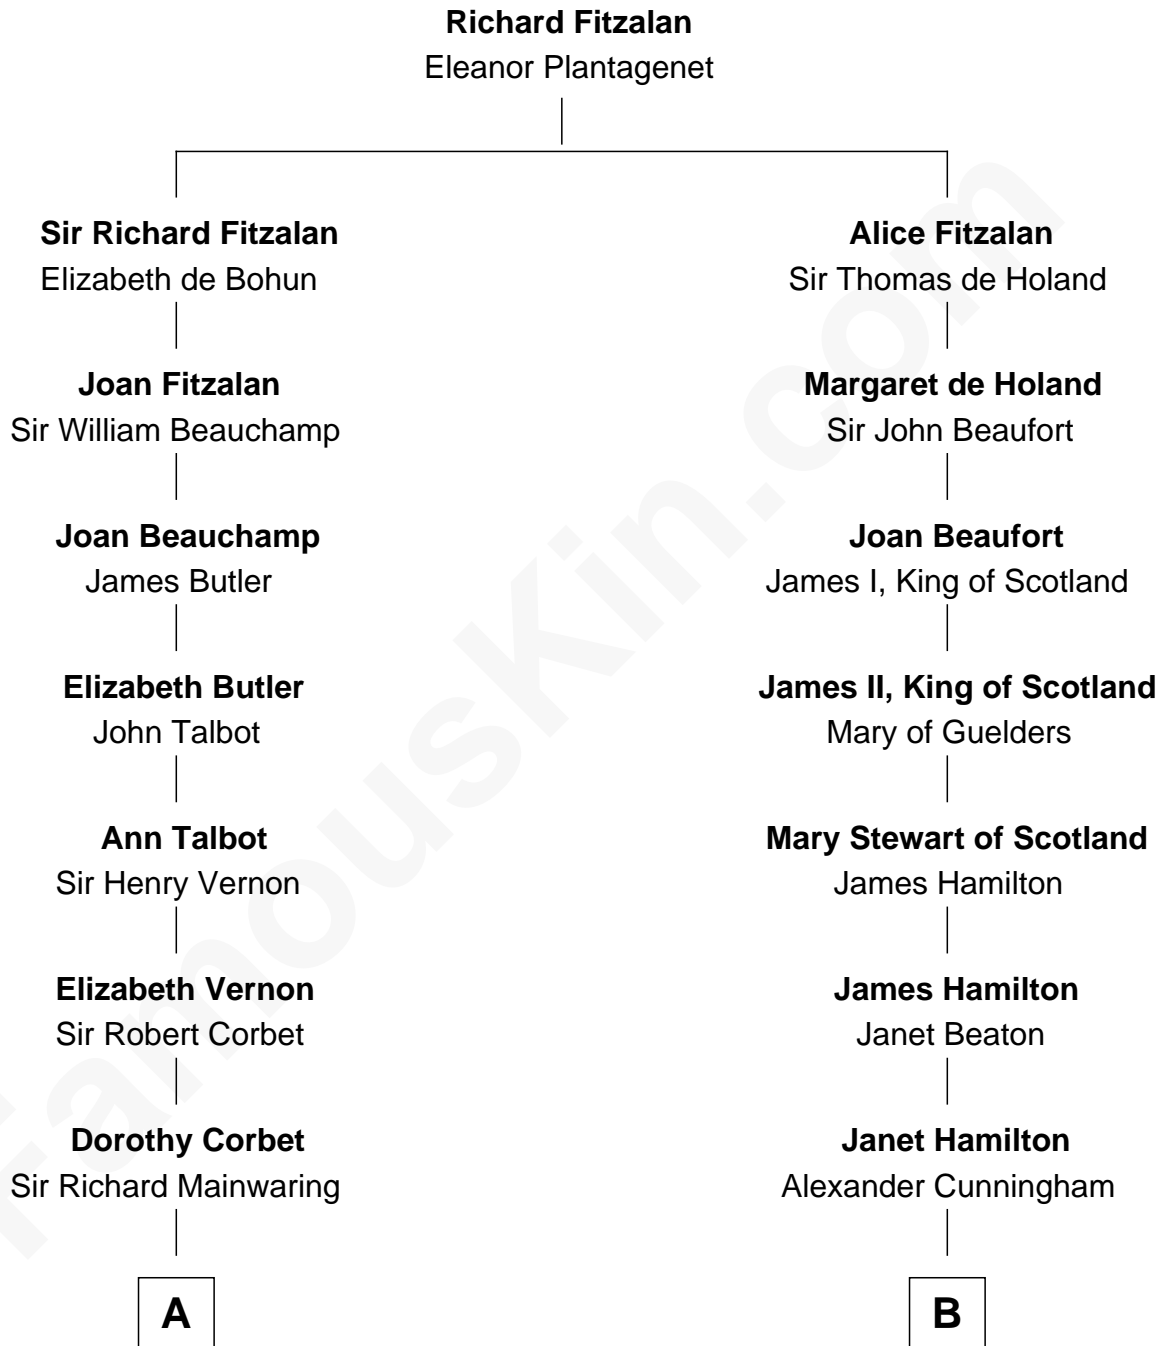 Richard Fitzalan
Eleanor Plantagenet
Sir Richard Fitzalan
Elizabeth de Bohun
Alice Fitzalan
Sir Thomas de Holand
Joan Fitzalan
Sir William Beauchamp
Margaret de Holand
Sir John Beaufort
Joan Beauchamp
James Butler
Joan Beaufort
James I, King of Scotland
Elizabeth Butler
John Talbot
James II, King of Scotland
Mary of Guelders
Ann Talbot
Sir Henry Vernon
Mary Stewart of Scotland
James Hamilton
Elizabeth Vernon
Sir Robert Corbet
James Hamilton
Janet Beaton
Dorothy Corbet
Sir Richard Mainwaring
Janet Hamilton
Alexander Cunningham
A
B
FamousKin.com